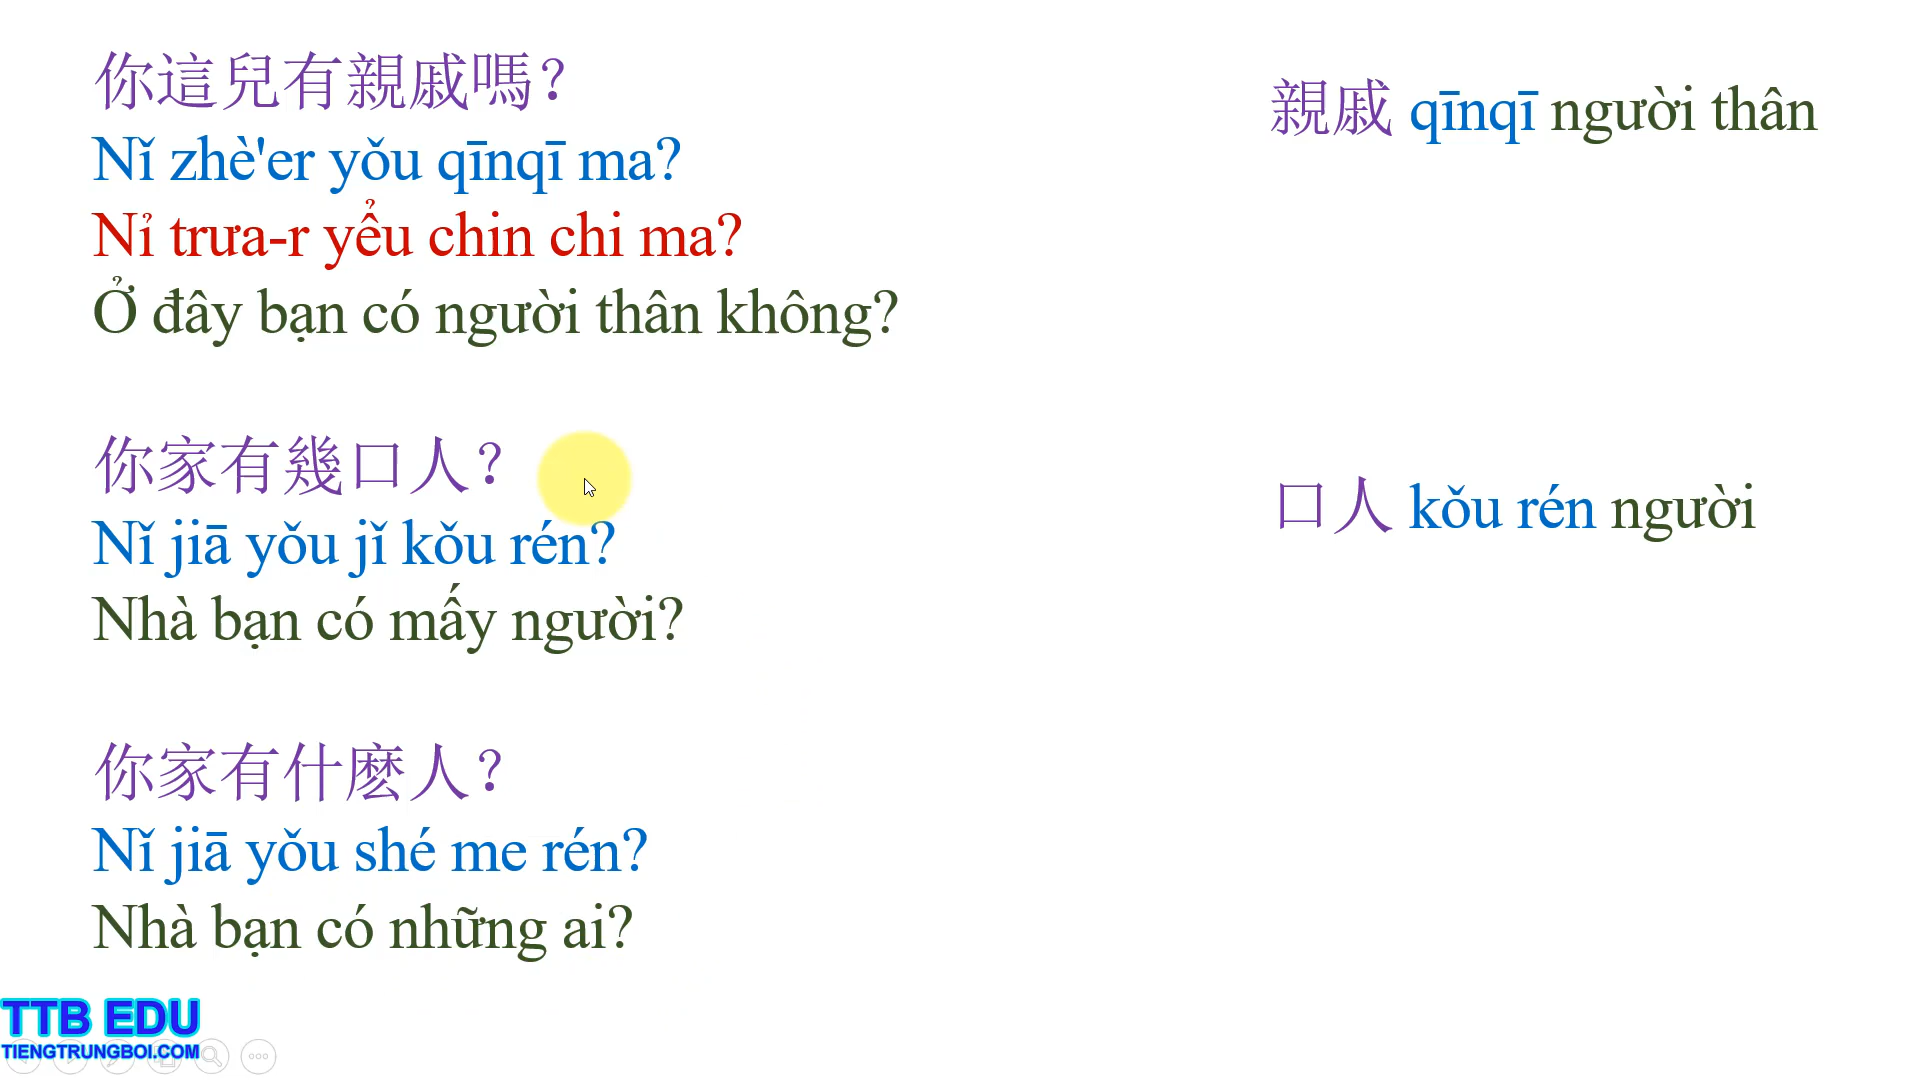 你這兒有親戚嗎?
Nǐ zhè'er yǒu qīnqī ma?
Nỉ trưa-r yểu chin chi ma?
Ở đây bạn có người thân không?
親戚 qīnqī người thân
你家有幾口人?
Nǐ jiā yǒu jǐ kǒu rén?
Nhà bạn có mấy người?
口人 kǒu rén người
你家有什麽人?
Nǐ jiā yǒu shé me rén?
Nhà bạn có những ai?
TTB EDU
TIENGTRUNGBOI.COM